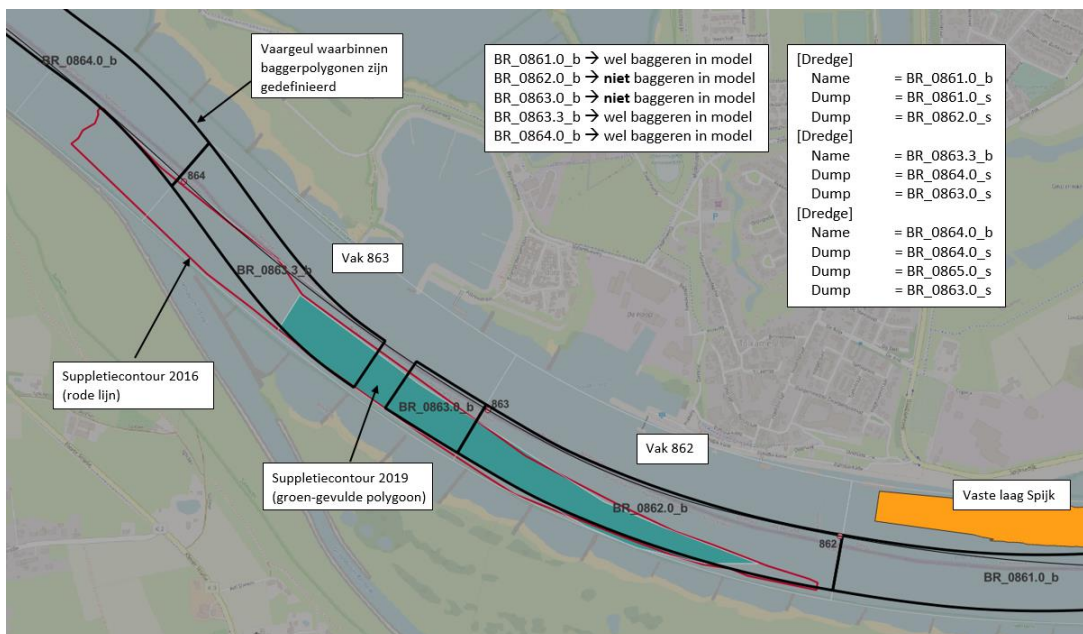 BR_0864.0_b
Vaargeul waarbinnen
baggerpolygonen zijn
gedefinieerd
BR_0861.0_b → wel baggeren in model
BR_0862.0_b → niet baggeren in model
BR_0863.0_b → niet baggeren in model
BR_0863.3_b → wel baggeren in model
BR_0864.0_b → wel baggeren in model
[Dredge]
Name = BR_0861.0_b
Dump = BR_0861.0_s
Dump = BR_0862.0_s
[Dredge]
Name = BR_0863.3_b
Dump = BR_0864.0_s
Dump = BR_0863.0_s
[Dredge]
Name = BR_0864.0_b
Dump = BR_0864.0_s
Dump = BR_0865.0_s
Dump = BR_0863.0_s
864
Vak 863
BR_0863.3_b
Suppletiecontour 2016
(rode lijn)
BR_0863.0_b
863
Vak 862
Suppletiecontour 2019
(groen-gevulde polygoon)
Vaste laag Spijk
BR_0862.0_b
862
BR_0861.0_b